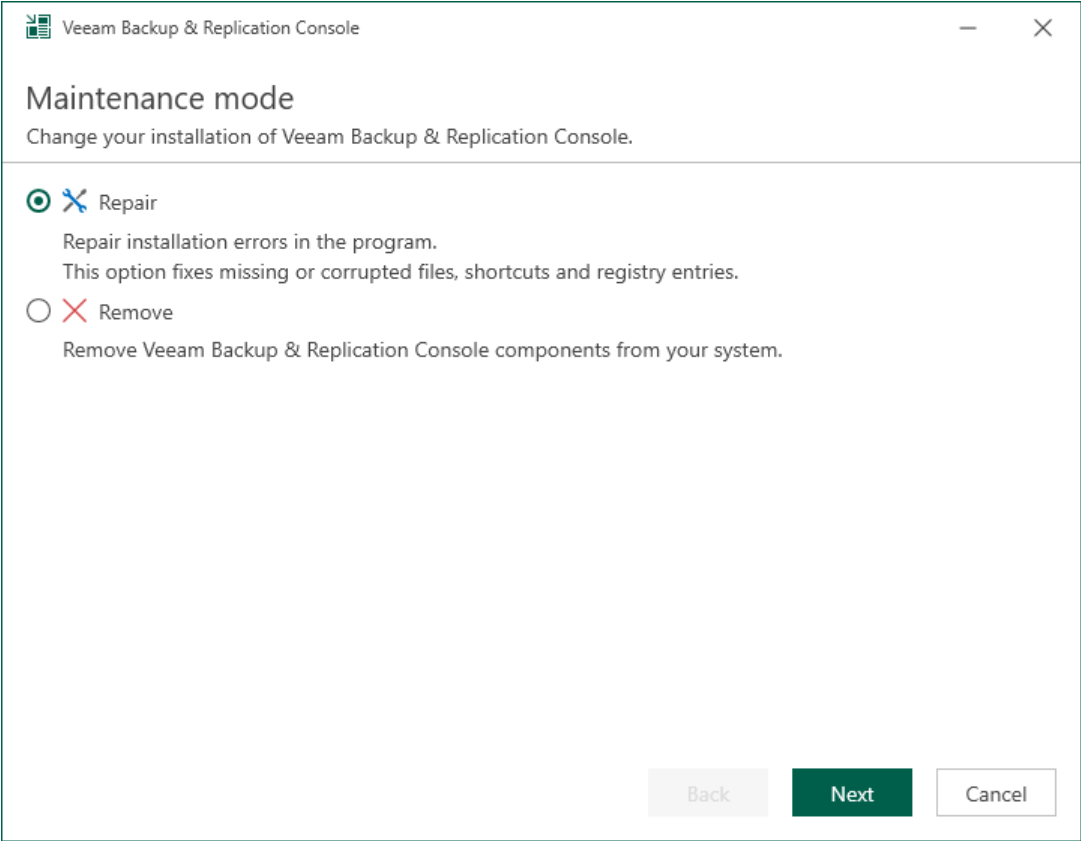 Veeam Backup & Replication Console
Maintenance mode
Change your installation of Veeam Backup & Replication Console.
Repair
Repair installation errors in the program.
This option fixes missing or corrupted files, shortcuts and registry entries.
Remove
Remove Veeam Backup & Replication Console components from your system.
Back Next Cancel